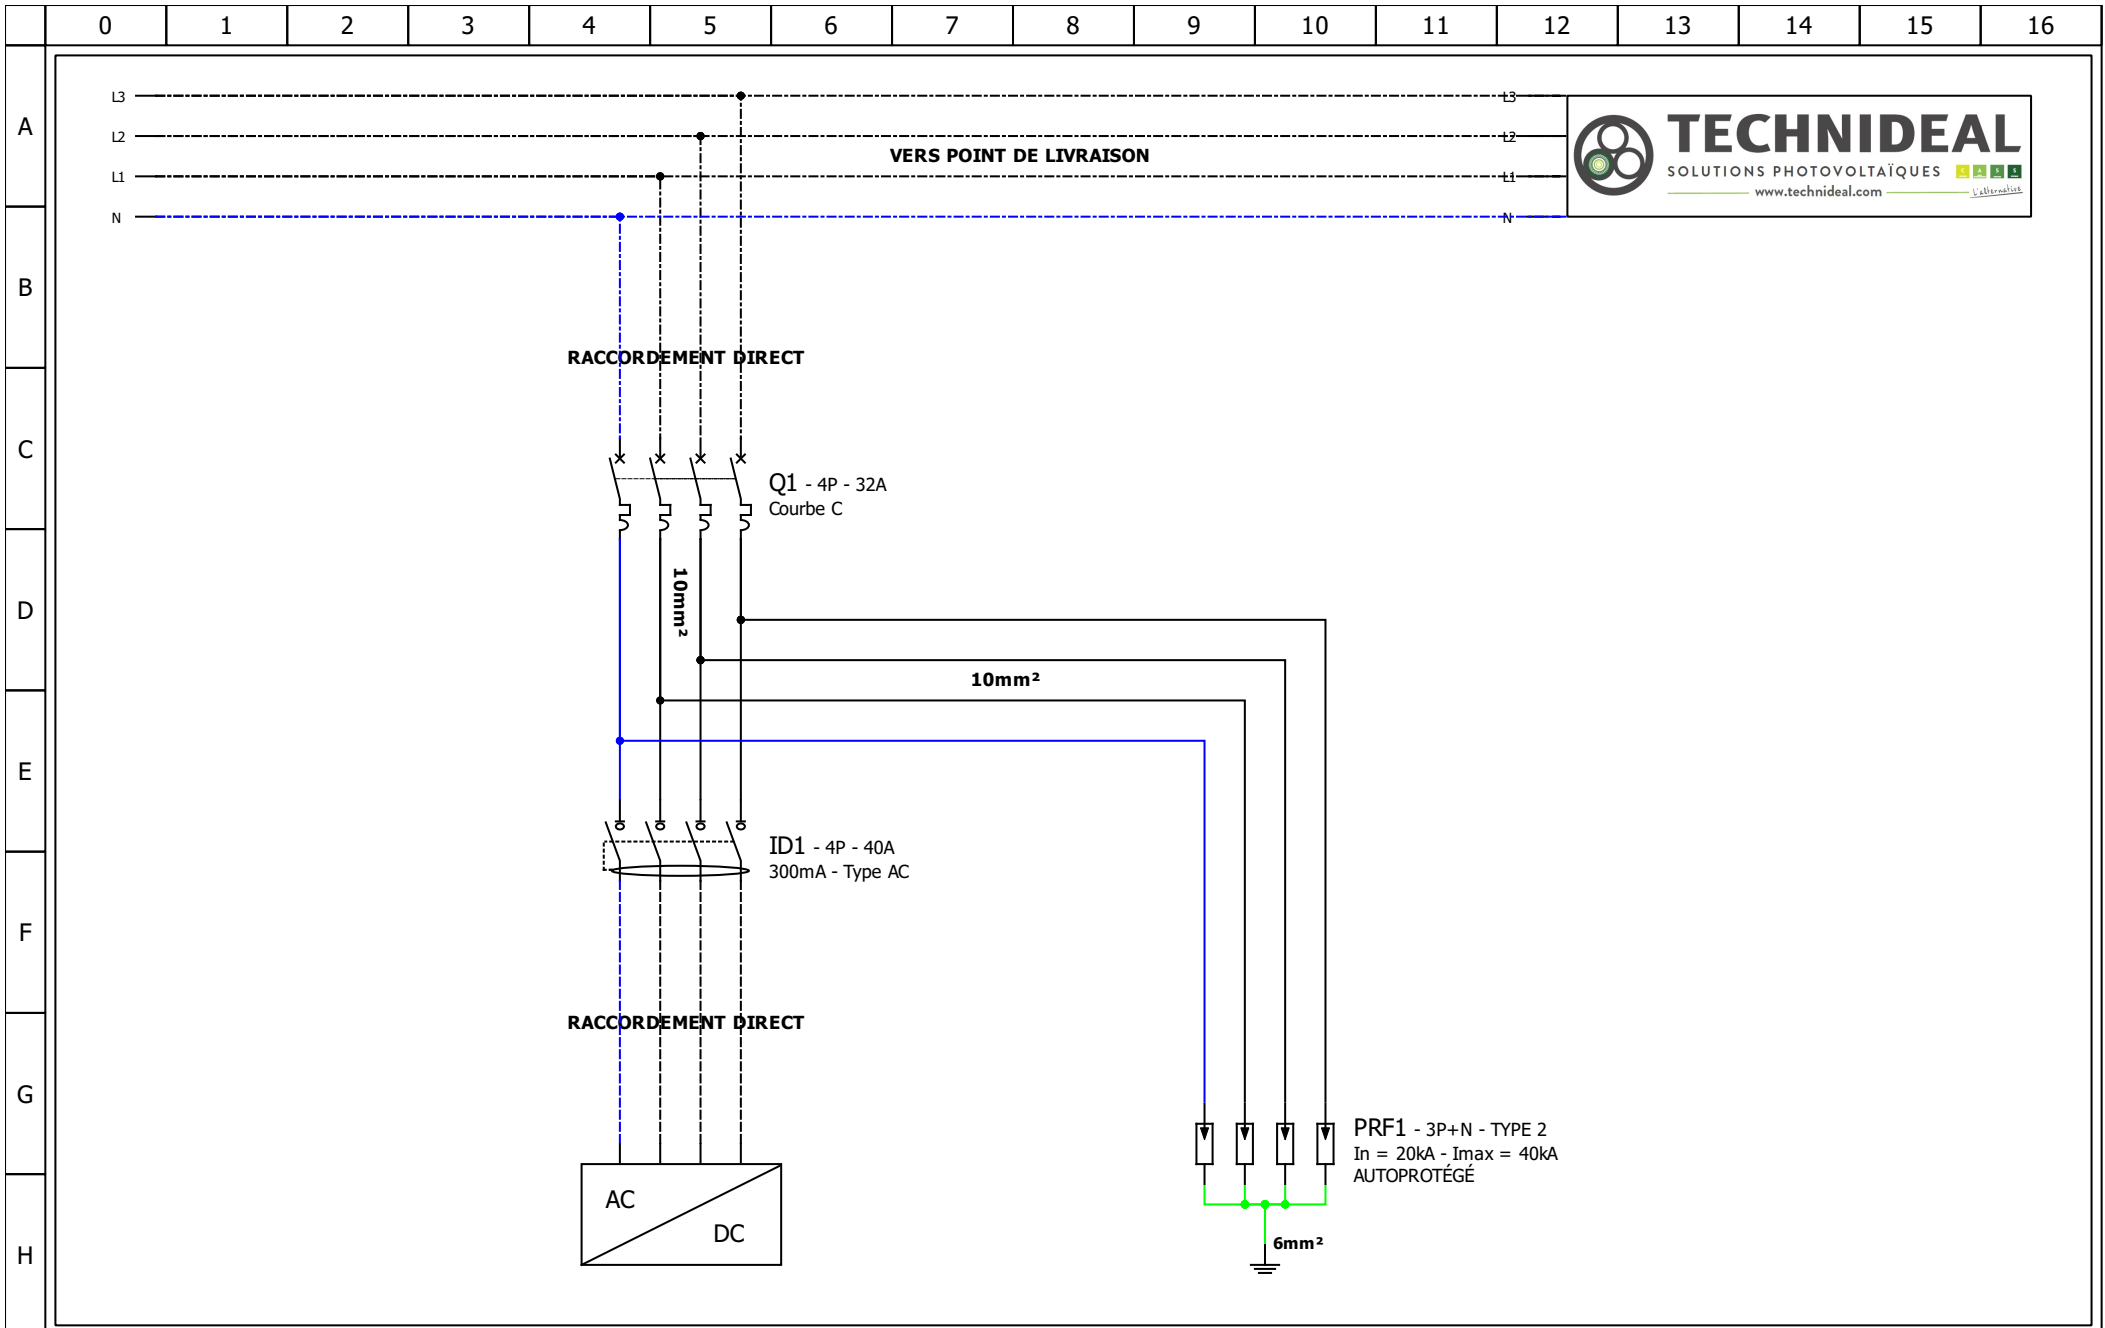 0 1 2 3 4 5 6 7 8 9 10 11 12 13 14 15 16
A
B
C
D
E
F
G
H
L3
L2
L1
N
VERS POINT DE LIVRAISON
L3
L2
L1
N
TECHNIDEAL
SOLUTIONS PHOTOVOLTAÏQUES C A S S
www.technideal.com L'alternative
RACCORDEMENT DIRECT
Q1 - 4P - 32A
Courbe C
10mm²
10mm²
ID1 - 4P - 40A
300mA - Type AC
RACCORDEMENT DIRECT
PRF1 - 3P+N - TYPE 2
In = 20kA - Imax = 40kA
AUTOPROTÉGÉ
AC
DC
6mm²